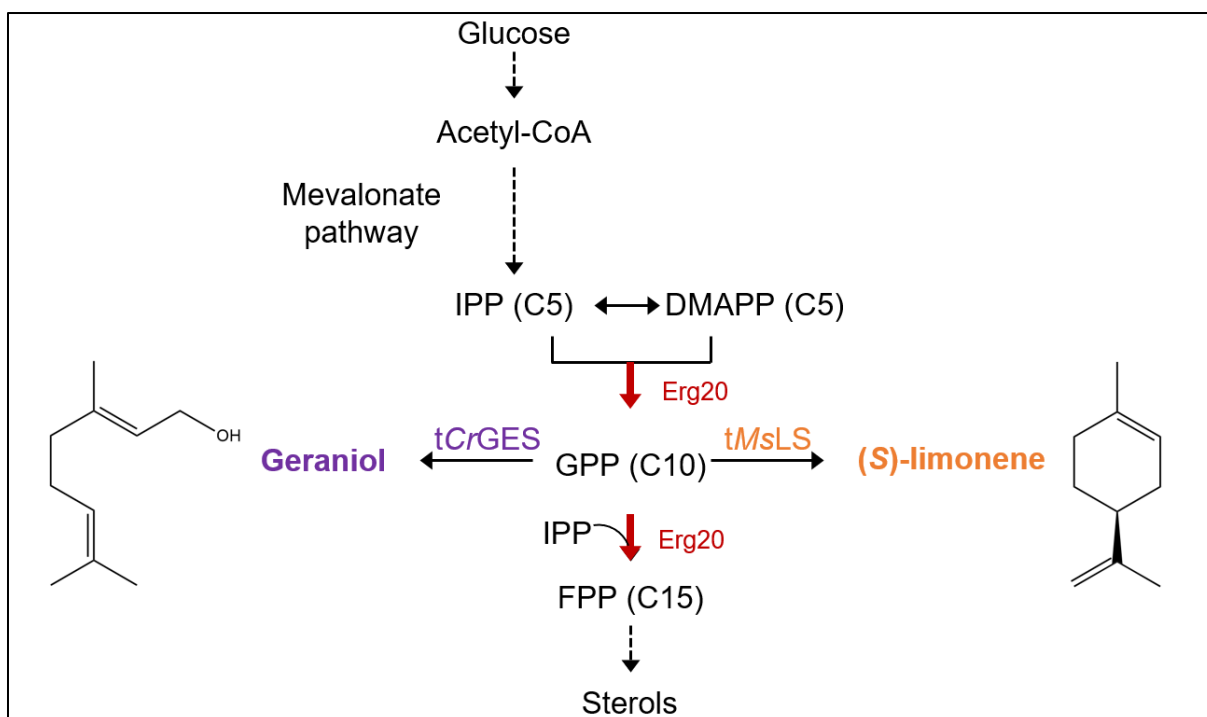 Glucose
Acetyl-CoA
Mevalonate
pathway
IPP (C5)
DMAPP (C5)
Erg20
OH
Geraniol
tCrGES
GPP (C10)
tMsLS
(S)-limonene
IPP
Erg20
FPP (C15)
Sterols